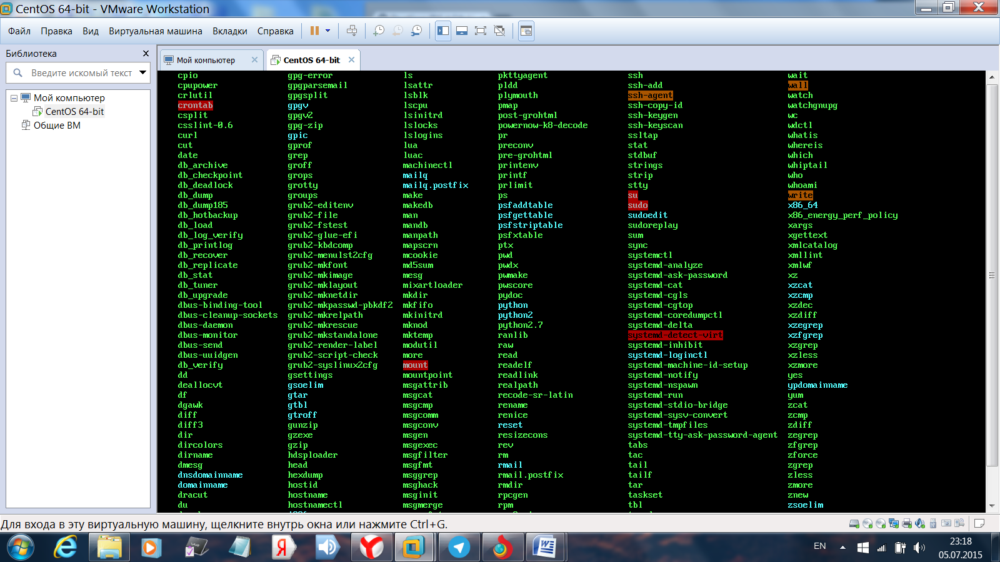 CentOS 64-bit - VMware Workstation
Файл Правка Вид Виртуальная машина Вкладки Справка
Библиотека
Введите искомый текст
Мой компьютер
CentOS 64-bit
Общие ВМ
Мой компьютер CentOS 64-bit
cpio gpg-error ls pkttyagent ssh wait
cpupower gpgparsemail lsattr pldd ssh-add wall
crlutil gpgsplit lsblk plymouth ssh-agent watch
crontab gpgv lscpu pmap ssh-copy-id watchgnupg
csplit gpgv2 lsinitrd post-grohtml ssh-keygen wc
csslint-0.6 gpg-zip lslocks powernow-k8-decode ssh-keyscan wdctl
curl gpic lslogins pr ssltap whatis
cut gprof lua preconv stat whereis
date grep luac pre-grohtml stdbuf which
db_archive groff machinectl printenv strings whiptail
db_checkpoint grops mailq printf strip who
db_deadlock grotty mailq.postfix prlimit stty whoami
db_dump groups make ps su write
db_dump185 grub2-editenv makedb psfaddtable sudo x86_64
db_hotbackup grub2-file man psfgettable sudoedit x86_energy_perf_policy
db_load grub2-fstest mandb psfstriptable sudoreplay xargs
db_log_verify grub2-glue-efi manpath psfxtable sum xgettext
db_printlog grub2-kbdcomp mapscrn ptx sync xmlcatalog
db_recover grub2-menulst2cfg mcookie pwd systemctl xmllint
db_replicate grub2-mkfont md5sum pwdx systemd-analyze xmlwf
db_stat grub2-mkimage mesg pwmake systemd-ask-password xz
db_tuner grub2-mklayout mixartloader pwscore systemd-cat xzcat
db_upgrade grub2-mknetdir mkdir pydoc systemd-cgls xzcmp
dbus-binding-tool grub2-mkpasswd-pbkdf2 mkfifo python systemd-cgtop xzdec
dbus-cleanup-sockets grub2-mkrelpath mkinitrd python2 systemd-coredumpctl xzdiff
dbus-daemon grub2-mkrescue mknod python2.7 systemd-delta xzegrep
dbus-monitor grub2-mkstandalone mktemp ranlib systemd-detect-virt xzfgrep
dbus-send grub2-render-label modutil raw systemd-inhibit xzgrep
dbus-uuidgen grub2-script-check more read systemd-loginctl xzless
db_verify grub2-syslinux2cfg mount readelf systemd-machine-id-setup xzmore
dd gsettings mountpoint readlink systemd-notify yes
deallocvt gsoelim msgattrib realpath systemd-nspawn ypdomainname
df gtar msgcat recode-sr-latin systemd-run yum
dgawk gtbl msgcmp rename systemd-stdio-bridge zcat
diff gtroff msgcomm renice systemd-sysv-convert zcmp
diff3 gunzip msgconv reset systemd-tmpfiles zdiff
dir gzexe msgen resizecons systemd-tty-ask-password-agent zegrep
dircolors gzip msgexec rev tabs zfgrep
dirname hdsploader msgfilter rm tac zforce
dmesg head msgfmt rmail tail zgrep
dnsdomainname hexdump msggrep rmail.postfix tailf zless
domainname hostid msghack rmdir tar zmore
dracut hostname msginit rpcgen taskset znew
du hostnamectl msgmerge rpm tbl zsoelim
Для входа в эту виртуальную машину, щелкните внутрь окна или нажмите Ctrl+G.
EN
23:18
05.07.2015